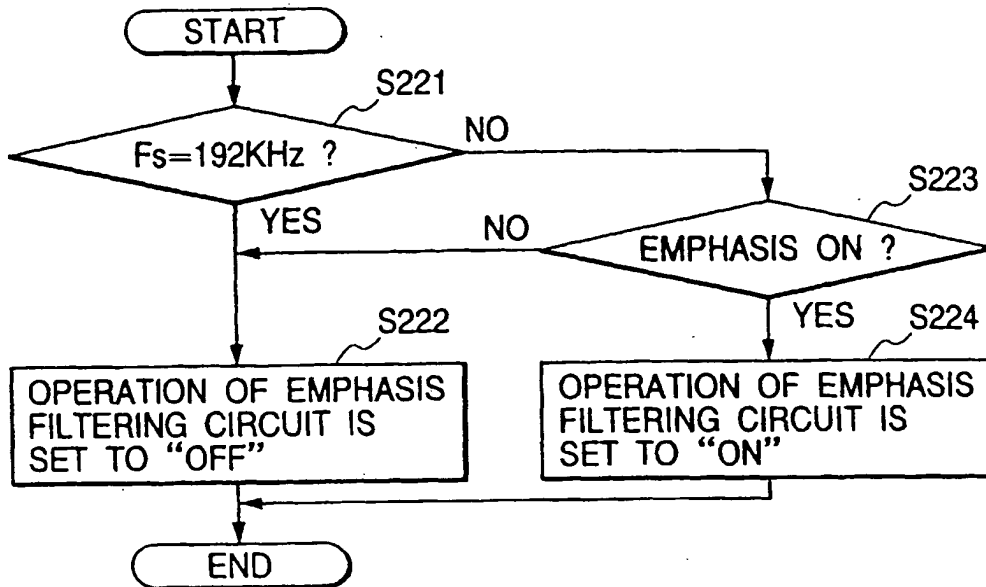 START
S221
Fs=192KHz ?
NO
YES
S223
EMPHASIS ON ?
NO
YES
S222
OPERATION OF EMPHASIS
FILTERING CIRCUIT IS
SET TO “OFF”
S224
OPERATION OF EMPHASIS
FILTERING CIRCUIT IS
SET TO “ON”
END